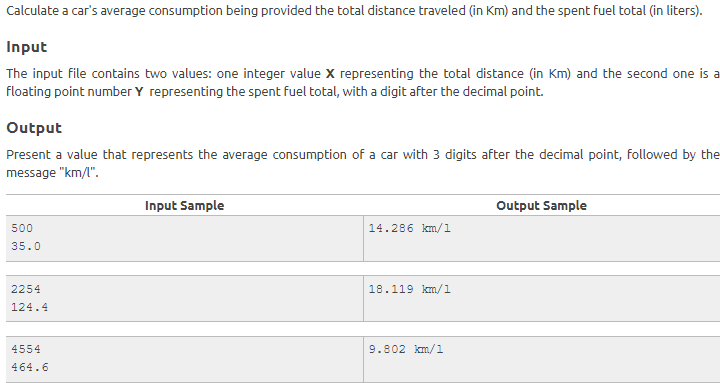 Calculate a car's average consumption being provided the total distance traveled (in Km) and the spent fuel total (in liters).
Input
The input file contains two values: one integer value X representing the total distance (in Km) and the second one is a
floating point number Y representing the spent fuel total, with a digit after the decimal point.
Output
Present a value that represents the average consumption of a car with 3 digits after the decimal point, followed by the
message "km/l".
Input Sample Output Sample
500 14.286 km/l
35.0
2254 18.119 km/l
124.4
4554 9.802 km/l
464.6